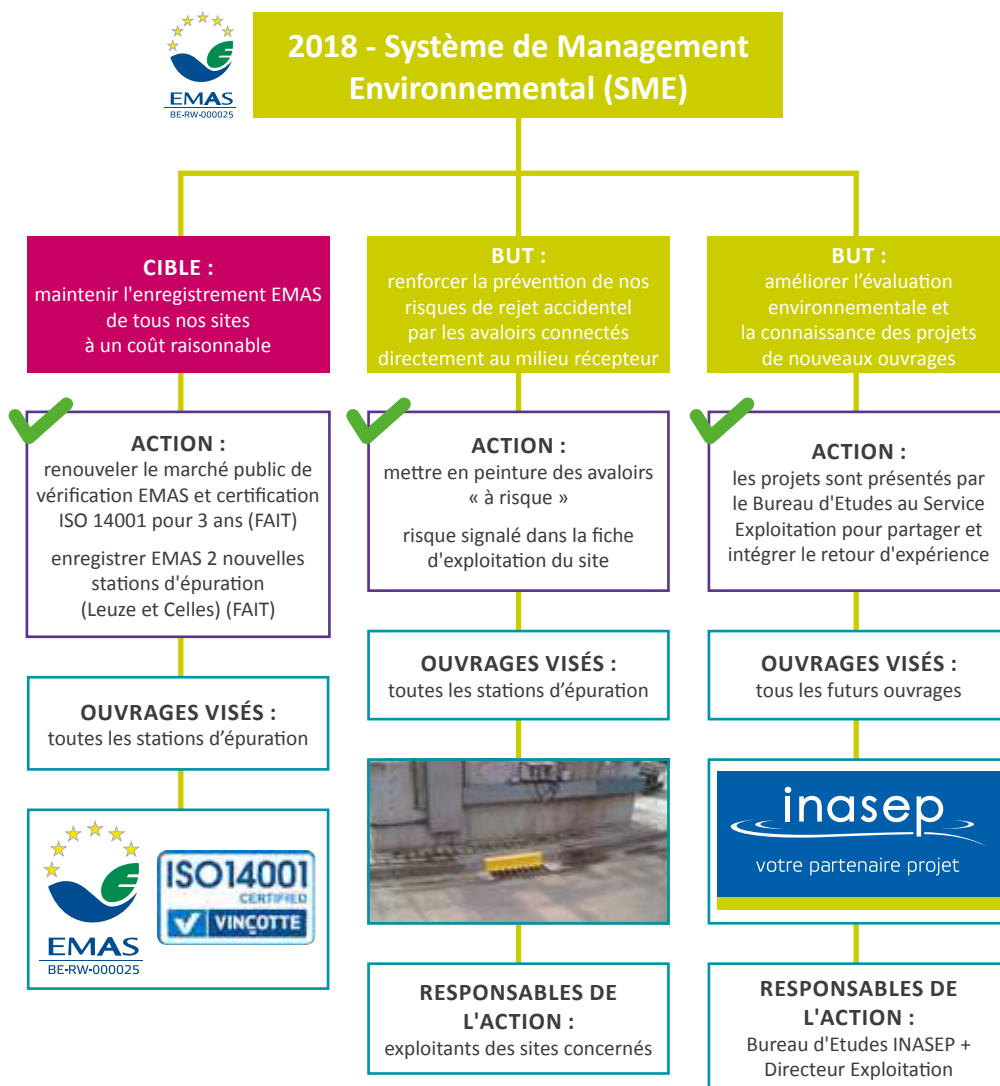 EMAS
BE-RW-000025
2018 - Système de Management
Environnemental (SME)
CIBLE :
maintenir l'enregistrement EMAS
de tous nos sites
à un coût raisonnable
ACTION :
renouveler le marché public de
vérification EMAS et certification
ISO 14001 pour 3 ans (FAIT)
enregistrer EMAS 2 nouvelles
stations d'épuration
(Leuze et Celles) (FAIT)
OUVRAGES VISÉS :
toutes les stations d'épuration
EMAS
BE-RW-000025
ISO14001
CERTIFIED
VINÇOTTE
BUT :
renforcer la prévention de nos
risques de rejet accidentel
par les avaloirs connectés
directement au milieu récepteur
ACTION :
mettre en peinture des avaloirs
« à risque »
risque signalé dans la fiche
d'exploitation du site
OUVRAGES VISÉS :
toutes les stations d'épuration
RESPONSABLES DE
L'ACTION :
exploitants des sites concernés
BUT :
améliorer l'évaluation
environnementale et
la connaissance des projets
de nouveaux ouvrages
ACTION :
les projets sont présentés par
le Bureau d'Etudes au Service
Exploitation pour partager et
intégrer le retour d'expérience
OUVRAGES VISÉS :
tous les futurs ouvrages
inasep
votre partenaire projet
RESPONSABLES DE
L'ACTION :
Bureau d'Etudes INASEP +
Directeur Exploitation